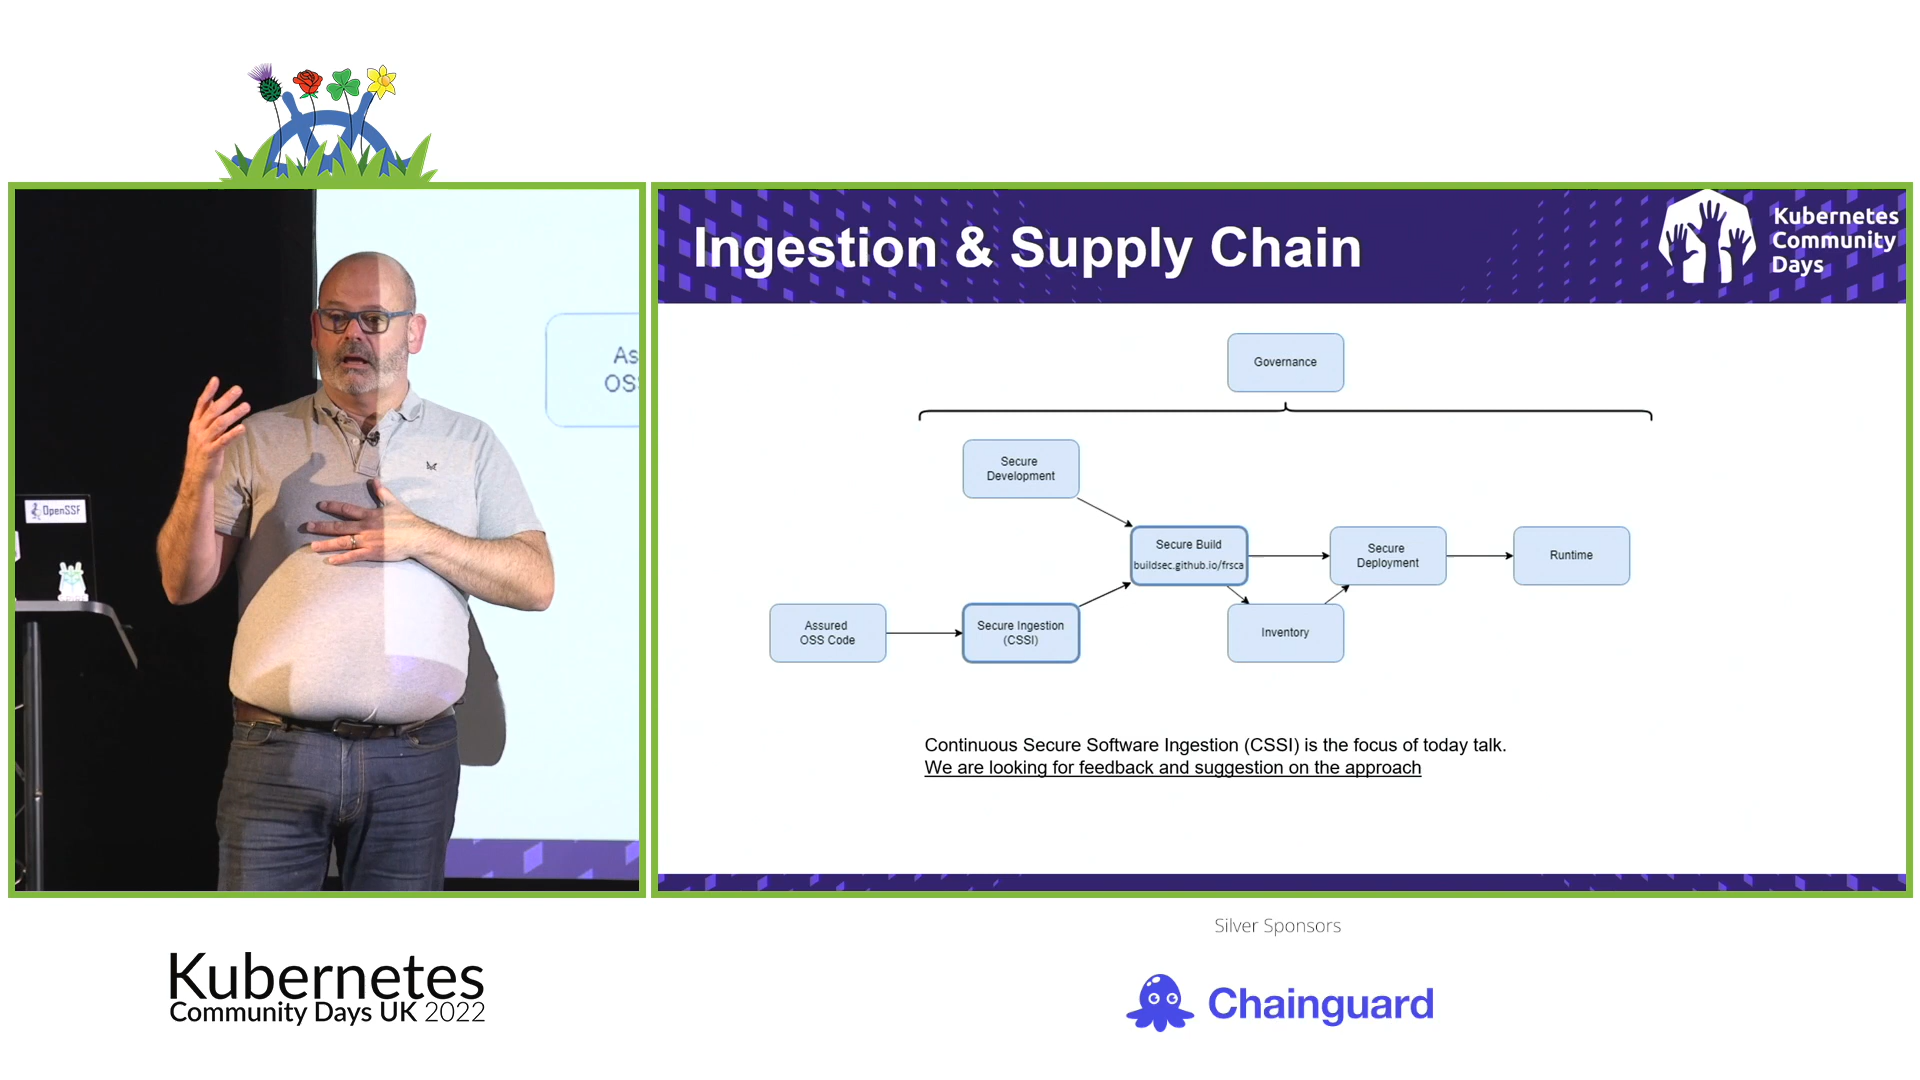 Ingestion & Supply Chain
Kubernetes
Community
Days
Governance
Secure
Development
Secure Build
buildsec.github.io/frsca
Secure
Deployment
Runtime
Assured
OSS Code
Secure Ingestion
(CSSI)
Inventory
Continuous Secure Software Ingestion (CSSI) is the focus of today talk.
We are looking for feedback and suggestion on the approach
As
OS
OpenSSF
Silver Sponsors
Kubernetes
Community Days UK 2022
Chainguard